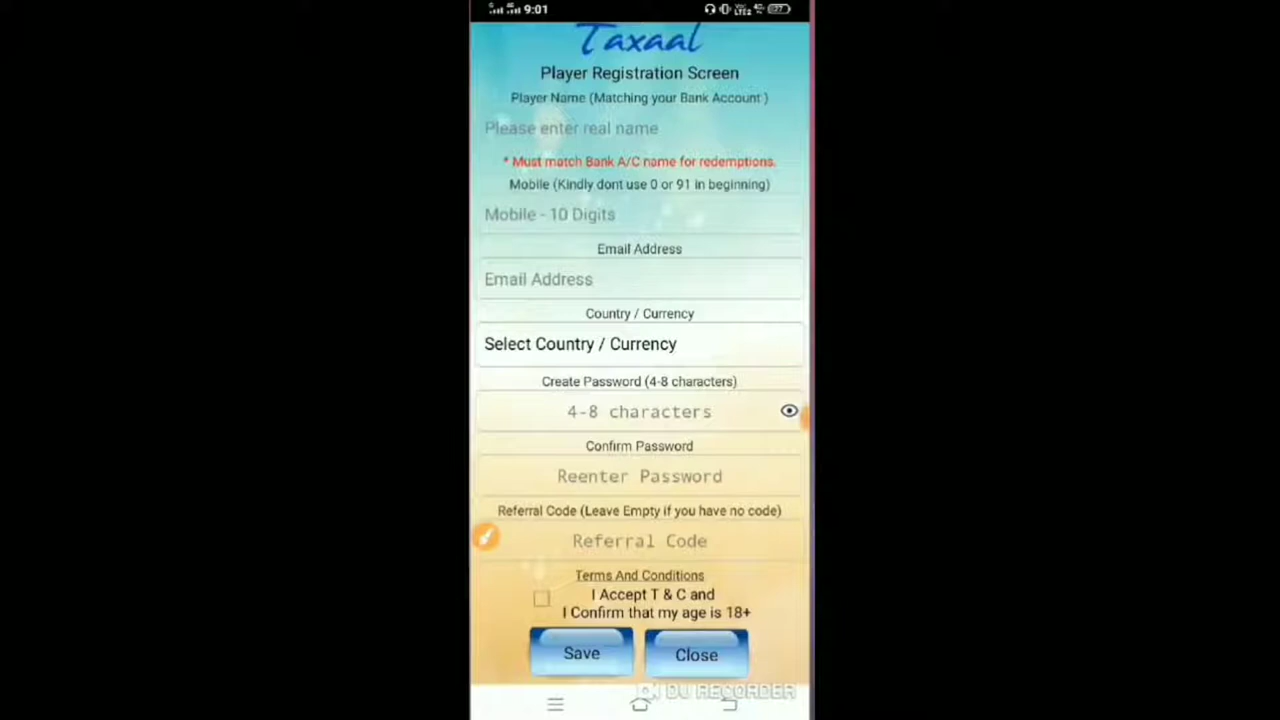 9:01
Taxaal
Player Registration Screen
Player Name (Matching your Bank Account )
Please enter real name
* Must match Bank A/C name for redemptions.
Mobile (Kindly dont use 0 or 91 in beginning)
Mobile - 10 Digits
Email Address
Email Address
Country / Currency
Select Country / Currency
Create Password (4-8 characters)
4-8 characters
Confirm Password
Reenter Password
Referral Code (Leave Empty if you have no code)
Referral Code
Terms And Conditions
I Accept T & C and
I Confirm that my age is 18+
Save Close
DU RECORDER